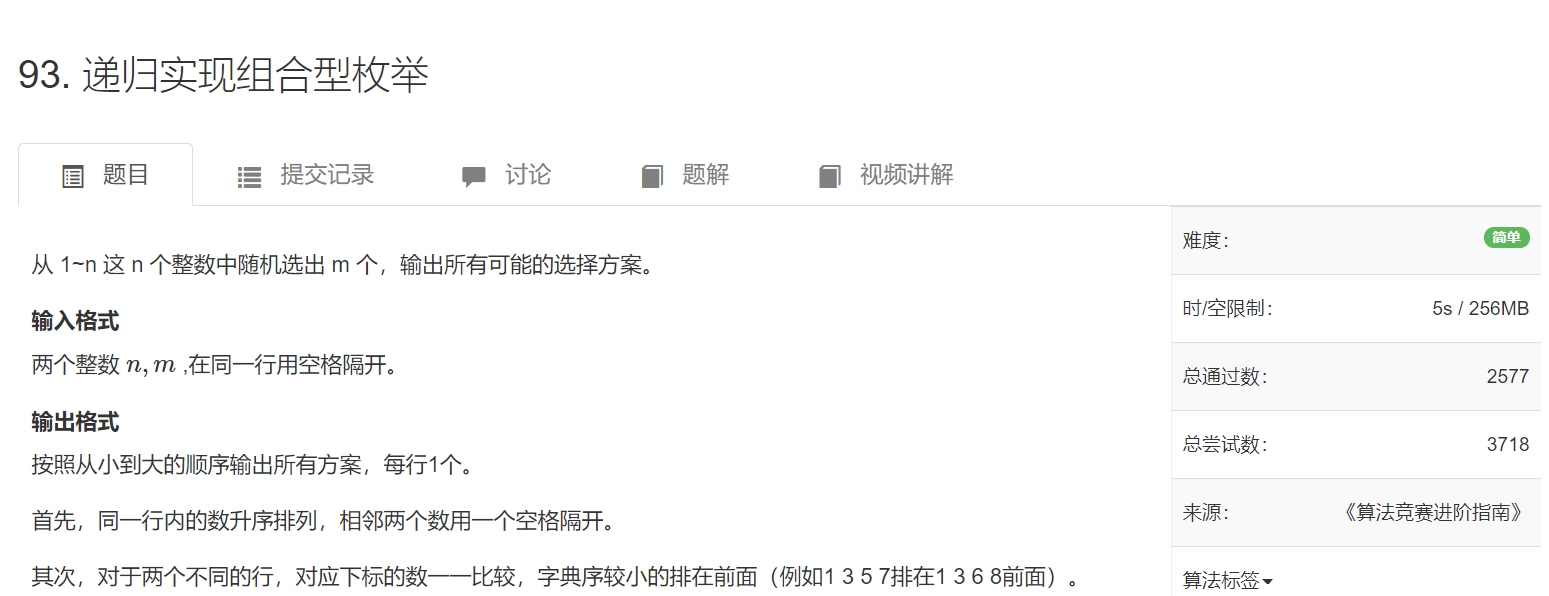 93. 递归实现组合型枚举
题目
提交记录
讨论
题解
视频讲解
从 1~n 这 n 个整数中随机选出 m 个，输出所有可能的选择方案。
输入格式
两个整数 n, m ,在同一行用空格隔开。
输出格式
按照从小到大的顺序输出所有方案，每行1个。
首先，同一行内的数升序排列，相邻两个数用一个空格隔开。
其次，对于两个不同的行，对应下标的数一一比较，字典序较小的排在前面（例如1 3 5 7排在1 3 6 8前面）。
难度： 简单
时/空限制： 5s / 256MB
总通过数： 2577
总尝试数： 3718
来源： 《算法竞赛进阶指南》
算法标签